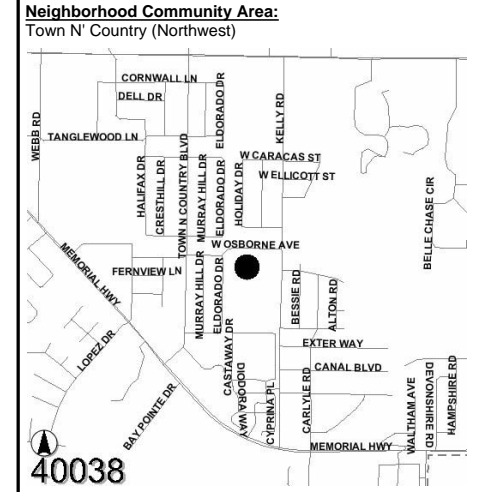 Neighborhood Community Area:
Town N' Country (Northwest)
CORNWALL LN
DELL DR
ELDORADO DR
KELLY RD
WEBB RD
TANGLEWOOD LN
TOWN N COUNTRY BLVD
W CARACAS ST
W ELLICOTT ST
HALIFAX DR
CRESTHILL DR
MURRAY HILL DR
ELDORADO DR
HOLIDAY DR
BELLE CHASE CIR
W OSBORNE AVE
MEMORIAL HWY
FERNVIEW LN
MURRAY HILL DR
ELDORADO DR
BESSIE RD
ALTON RD
LOPEZ DR
CASTAWAY DR
EXTER WAY
DIODORA WAY
CANAL BLVD
BAY POINTE DR
CYPRINA PL
CARLYLE RD
WALTHAM AVE
DEVONSHIRE RD
HAMPSHIRE RD
MEMORIAL HWY
40038